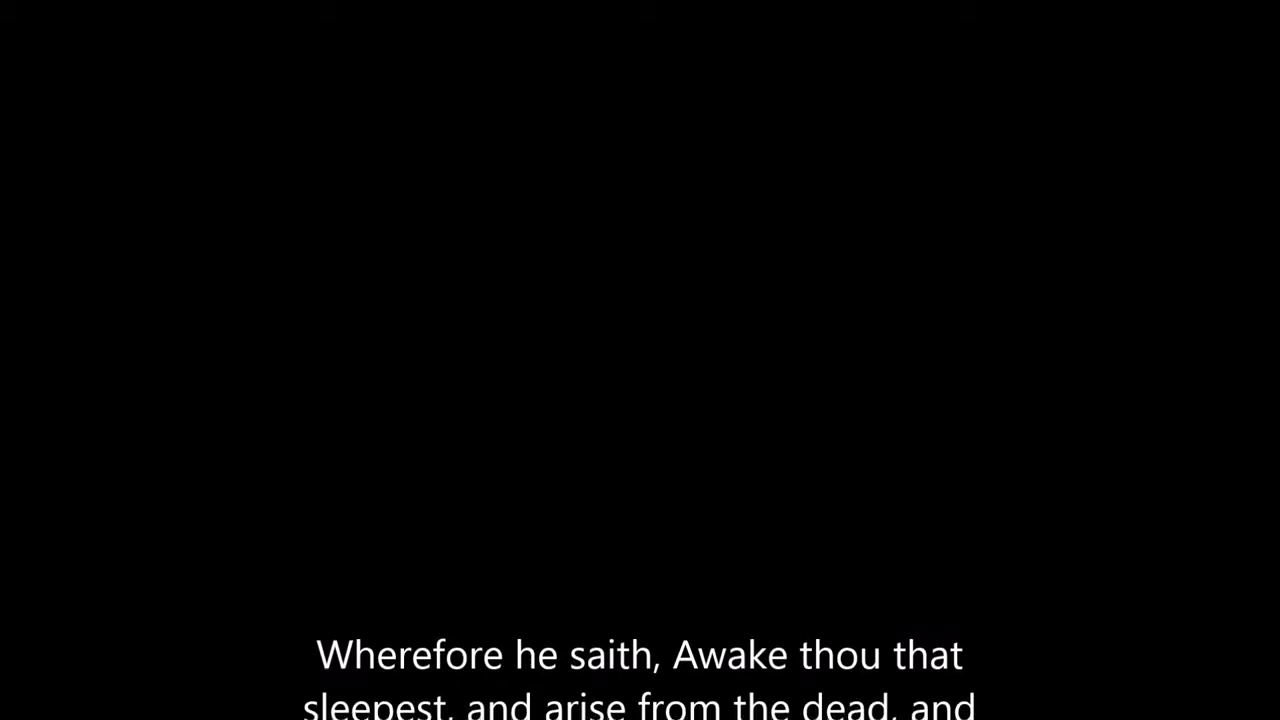 Wherefore he saith, Awake thou that
sleepest, and arise from the dead, and